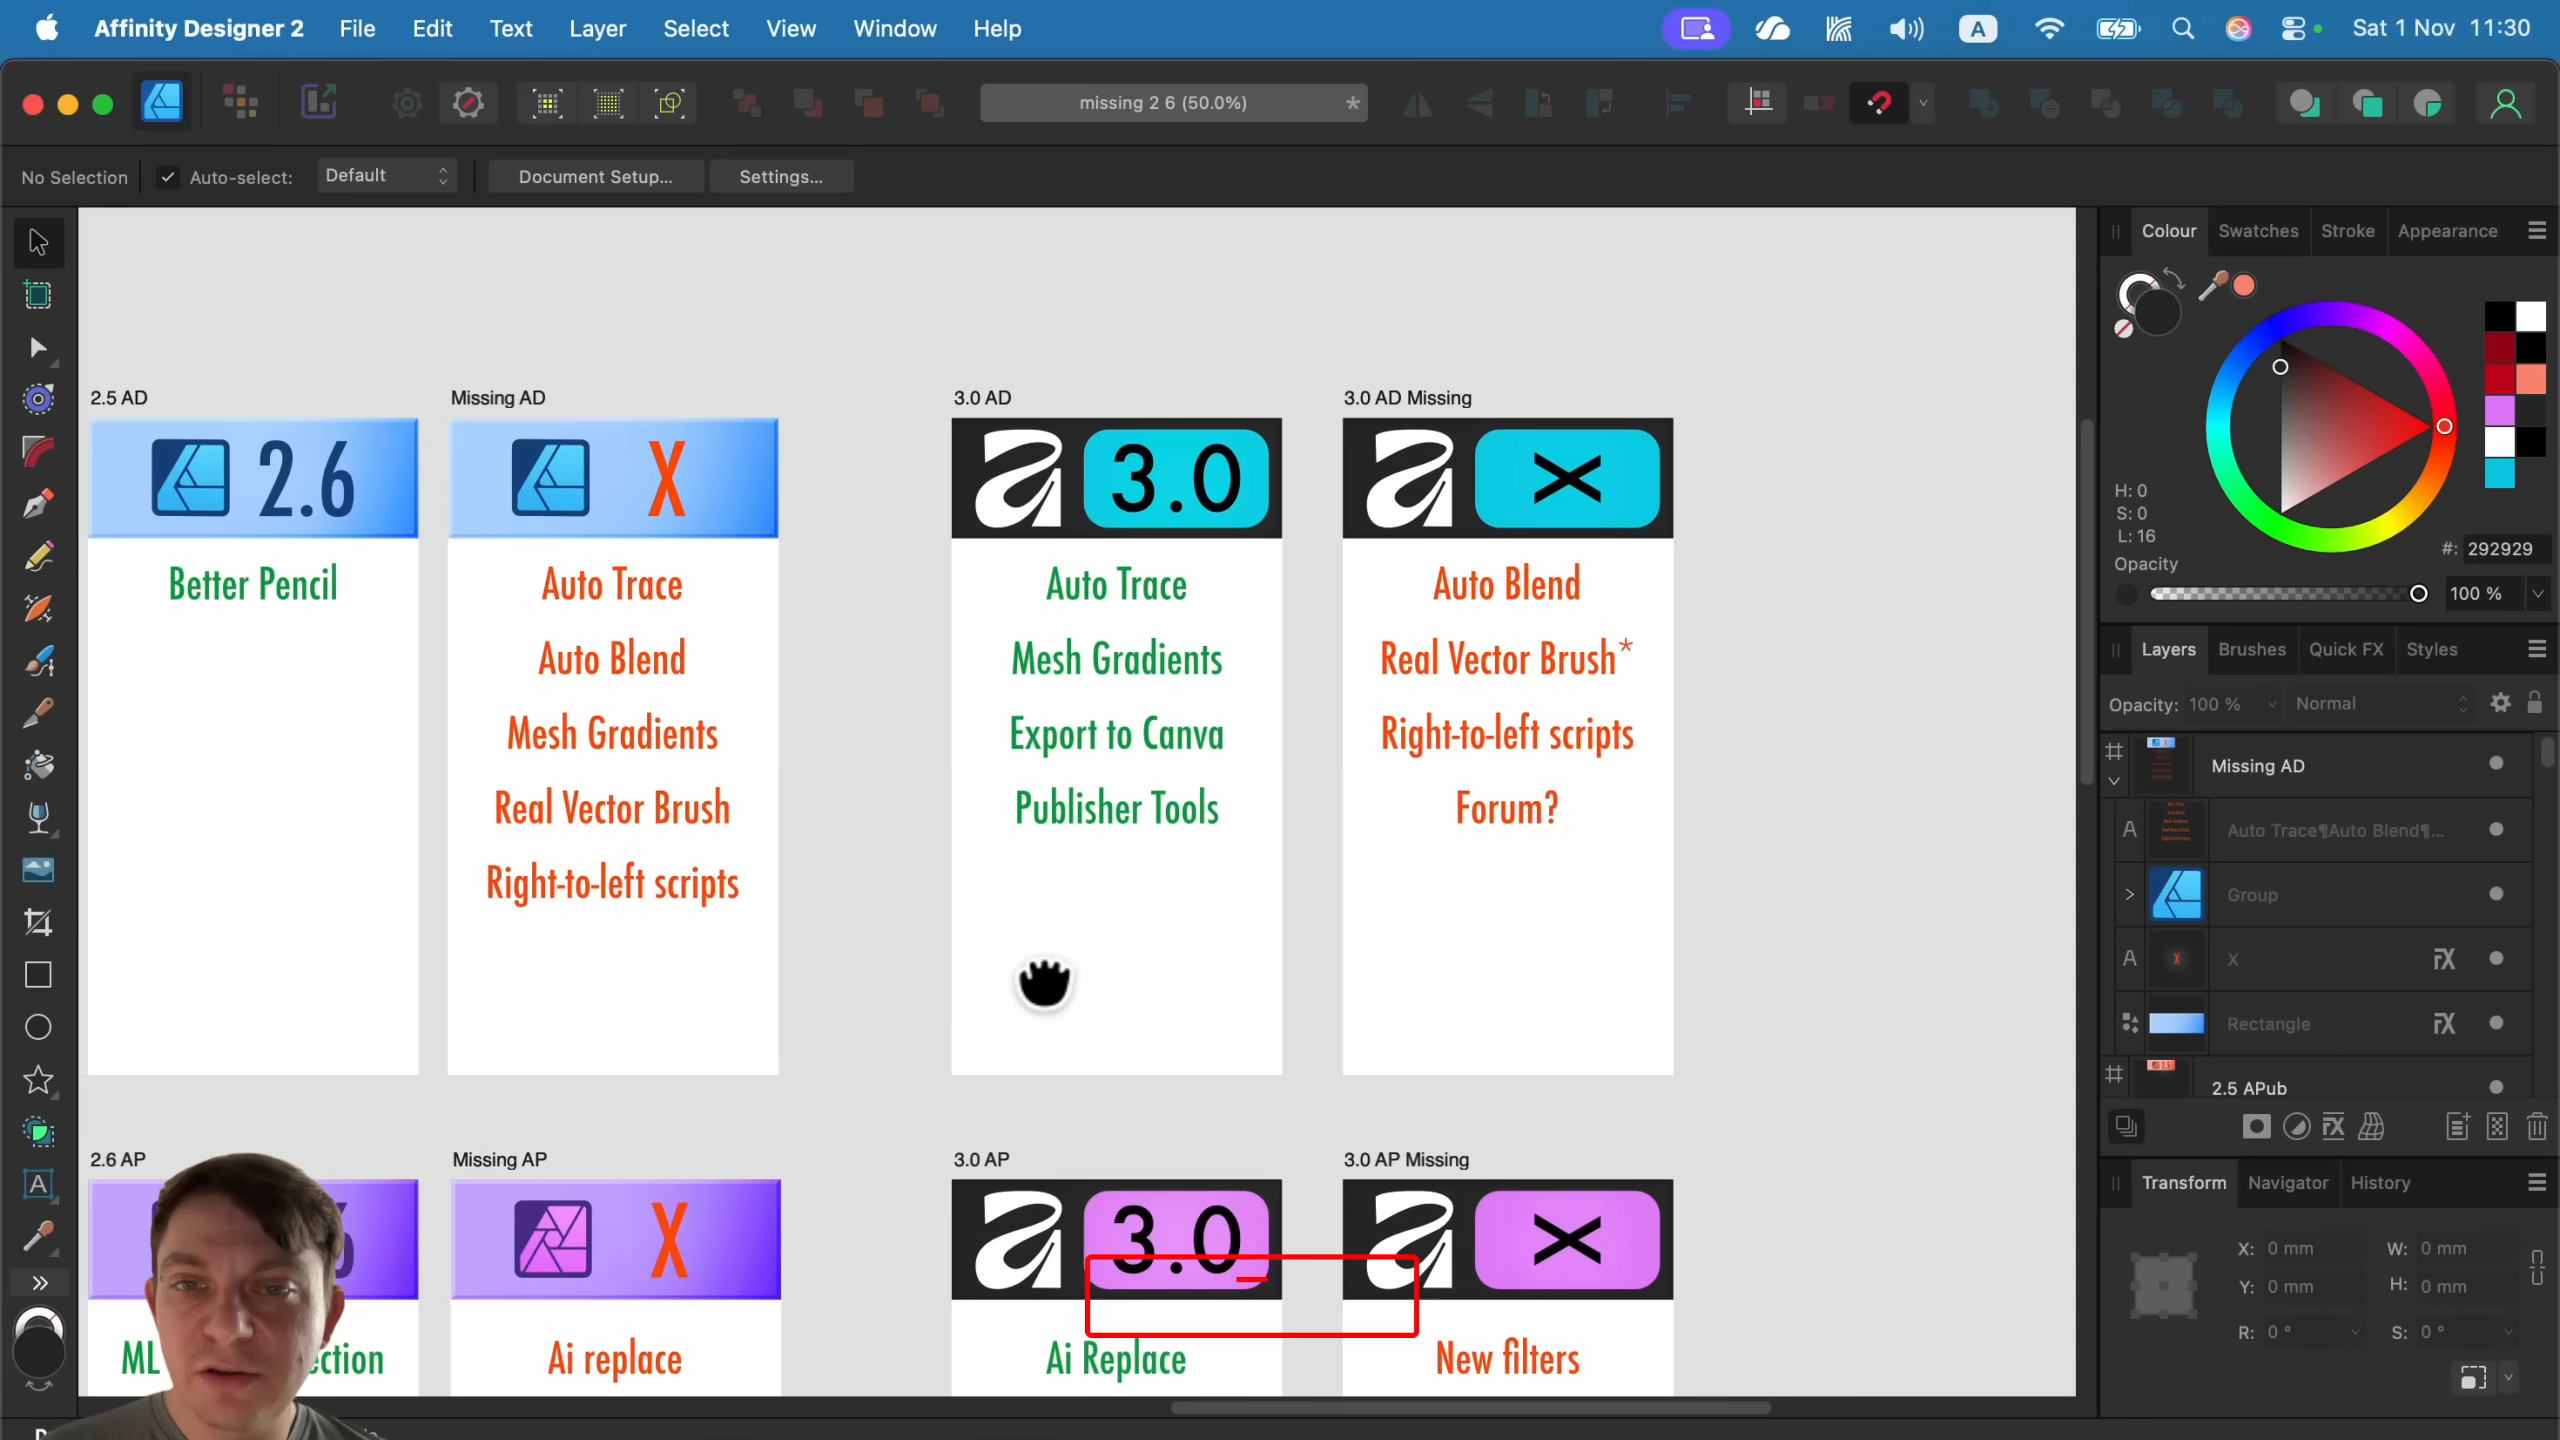 Affinity Designer 2 File Edit Text Layer Select View Window Help A Sat 1 Nov 11:30
missing 2 6 (50.0%) *
No Selection Auto-select: Default Document Setup... Settings...
2.5 AD Missing AD 3.0 AD 3.0 AD Missing
2.6 X 3.0 X
Better Pencil Auto Trace Auto Trace Auto Blend
Auto Blend Mesh Gradients Real Vector Brush*
Mesh Gradients Export to Canva Right-to-left scripts
Real Vector Brush Publisher Tools Forum?
Right-to-left scripts
2.6 AP Missing AP 3.0 AP 3.0 AP Missing
X 3.0 X
ML Ai replace Ai Replace New filters
Colour Swatches Stroke Appearance
H: 0
S: 0
L: 16
#: 292929
Opacity
100 %
Layers Brushes Quick FX Styles
Opacity: 100 % Normal
Missing AD
A Auto Trace¶Auto Blend¶...
Group
A X FX
Rectangle FX
2.5 APub
Transform Navigator History
X: 0 mm W: 0 mm
Y: 0 mm H: 0 mm
R: 0 ° S: 0 °